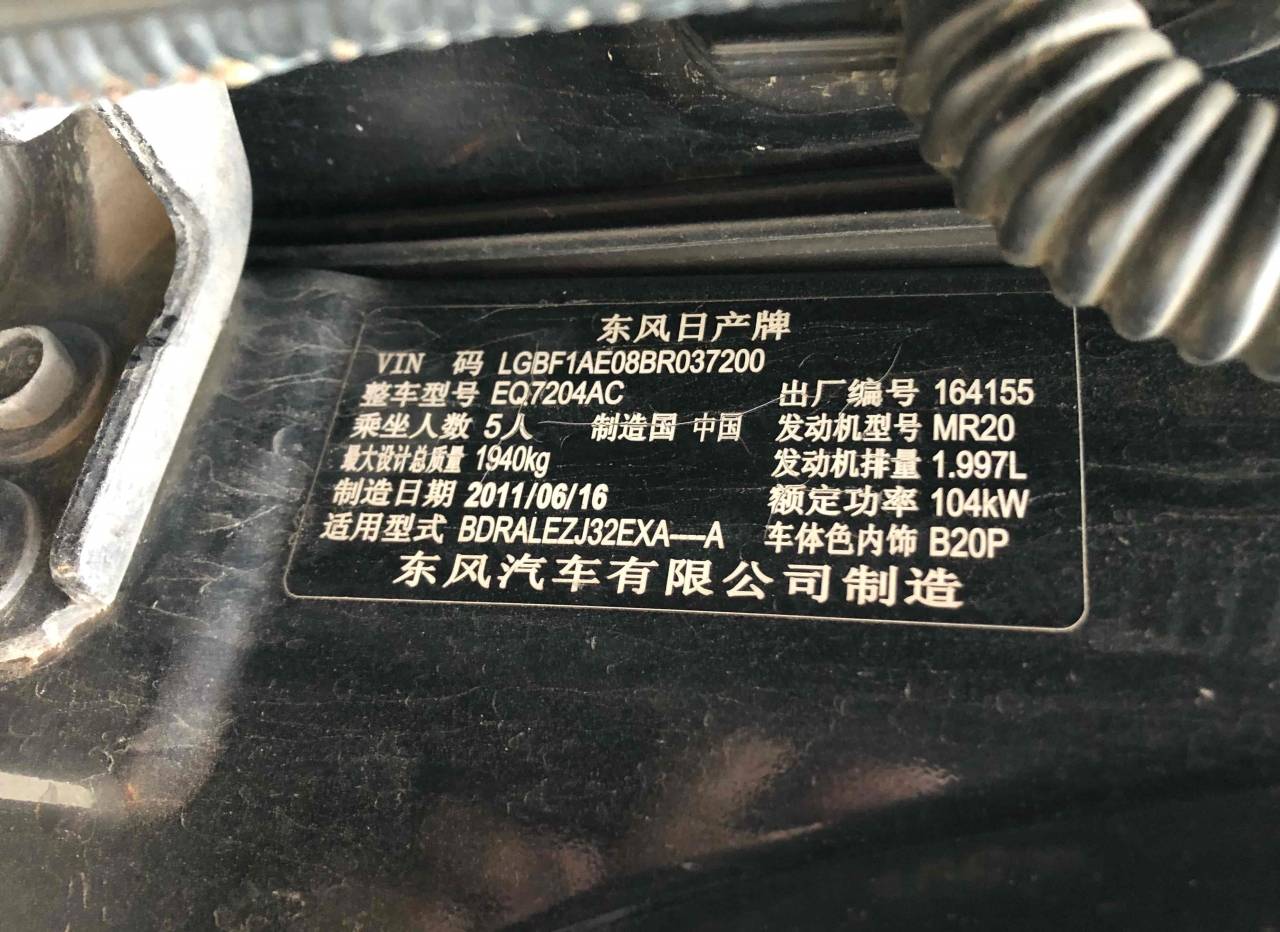 东风日产牌
VIN 码 LGBF1AE08BR037200
整车型号 EQ7204AC 出厂编号 164155
乘坐人数 5人 制造国 中国 发动机型号 MR20
最大设计总质量 1940kg 发动机排量 1.997L
制造日期 2011/06/16 额定功率 104kW
适用型式 BDRALEZJ32EXA----A 车体色内饰 B20P
东风汽车有限公司制造